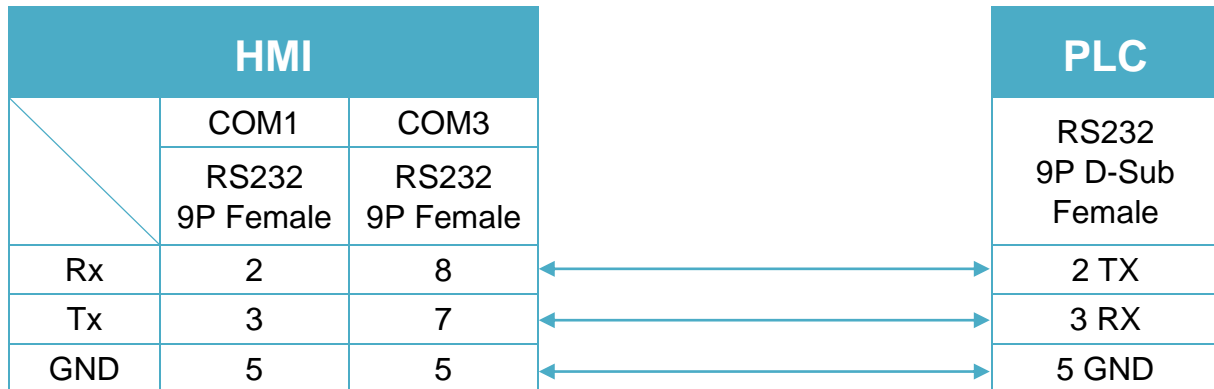 HMI PLC
COM1 COM3 RS232
9P D-Sub
Female
RS232 RS232
9P Female 9P Female
Rx 2 8 2 TX
Tx 3 7 3 RX
GND 5 5 5 GND